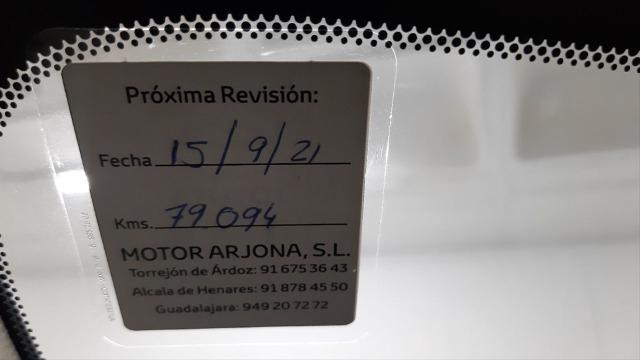 Próxima Revisión:
Fecha 15/9/21
Kms. 79.094
MOTOR ARJONA, S.L.
Torrejón de Árdoz: 91 675 36 43
Alcala de Henares: 91 878 45 50
Guadalajara: 949 20 72 72